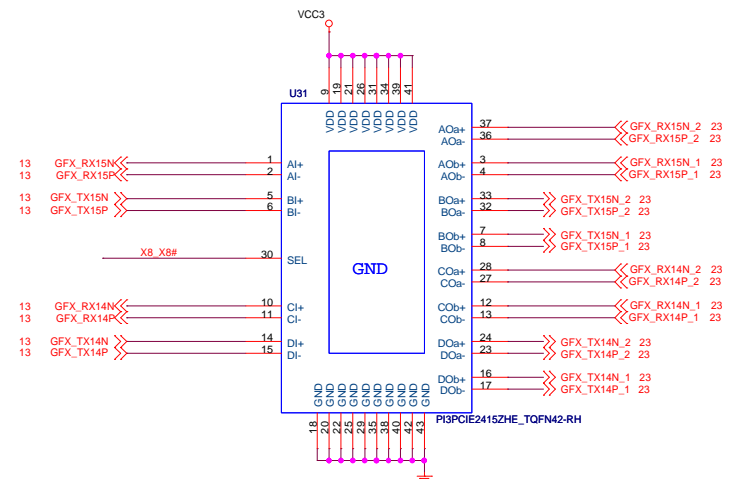 VCC3
U31
9 19 21 26 31 34 39 41
VDD VDD VDD VDD VDD VDD VDD VDD
13 GFX_RX15N 1 AI+
13 GFX_RX15P 2 AI-
13 GFX_TX15N 5 BI+
13 GFX_TX15P 6 BI-
X8_X8# 30 SEL
13 GFX_RX14N 10 CI+
13 GFX_RX14P 11 CI-
13 GFX_TX14N 14 DI+
13 GFX_TX14P 15 DI-
GND
AOa+ 37 GFX_RX15N_2 23
AOa- 36 GFX_RX15P_2 23
AOb+ 3 GFX_RX15N_1 23
AOb- 4 GFX_RX15P_1 23
BOa+ 33 GFX_TX15N_2 23
BOa- 32 GFX_TX15P_2 23
BOb+ 7 GFX_TX15N_1 23
BOb- 8 GFX_TX15P_1 23
COa+ 28 GFX_RX14N_2 23
COa- 27 GFX_RX14P_2 23
COb+ 12 GFX_RX14N_1 23
COb- 13 GFX_RX14P_1 23
DOa+ 24 GFX_TX14N_2 23
DOa- 23 GFX_TX14P_2 23
DOb+ 16 GFX_TX14N_1 23
DOb- 17 GFX_TX14P_1 23
GND GND GND GND GND GND GND GND GND GND
18 20 22 25 29 35 38 40 42 43
PI3PCIE2415ZHE_TQFN42-RH